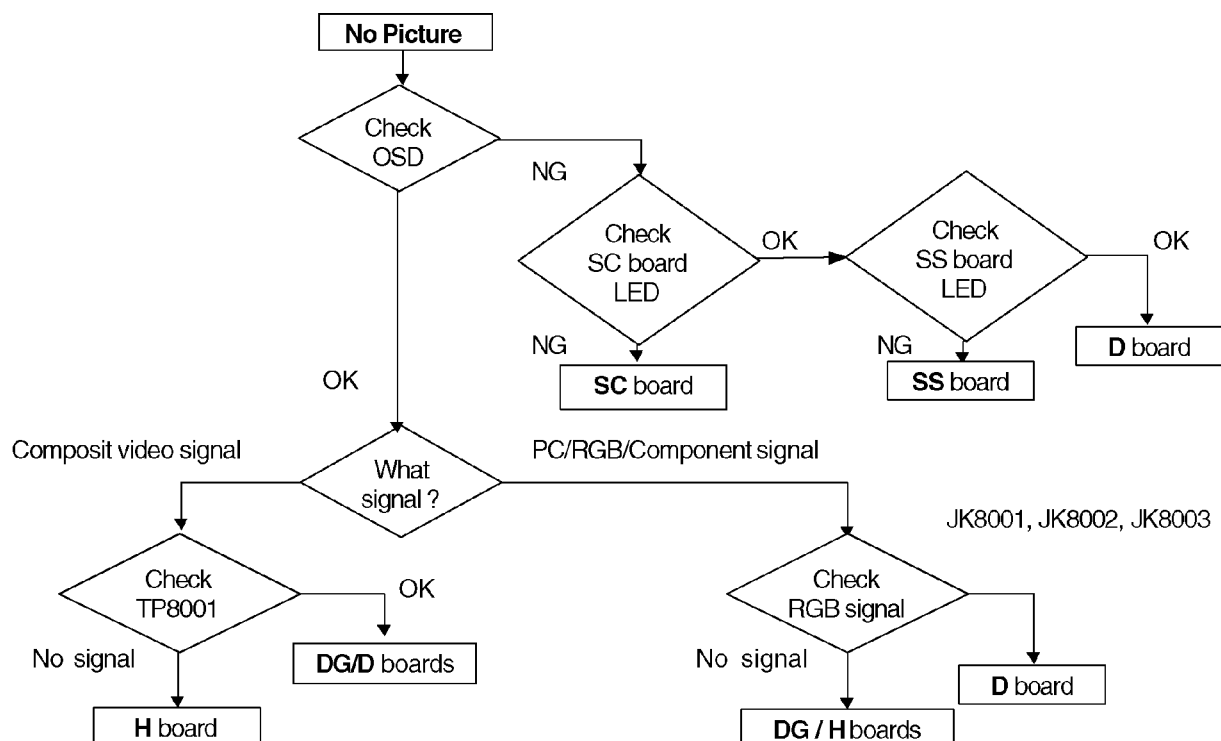 No Picture
Check
OSD
NG
Check
SC board
LED
OK
Check
SS board
LED
OK
NG
SC board
NG
SS board
D board
OK
Composit video signal
What
signal ?
PC/RGB/Component signal
JK8001, JK8002, JK8003
Check
TP8001
OK
Check
RGB signal
No signal
DG/D boards
No signal
D board
H board
DG / H boards